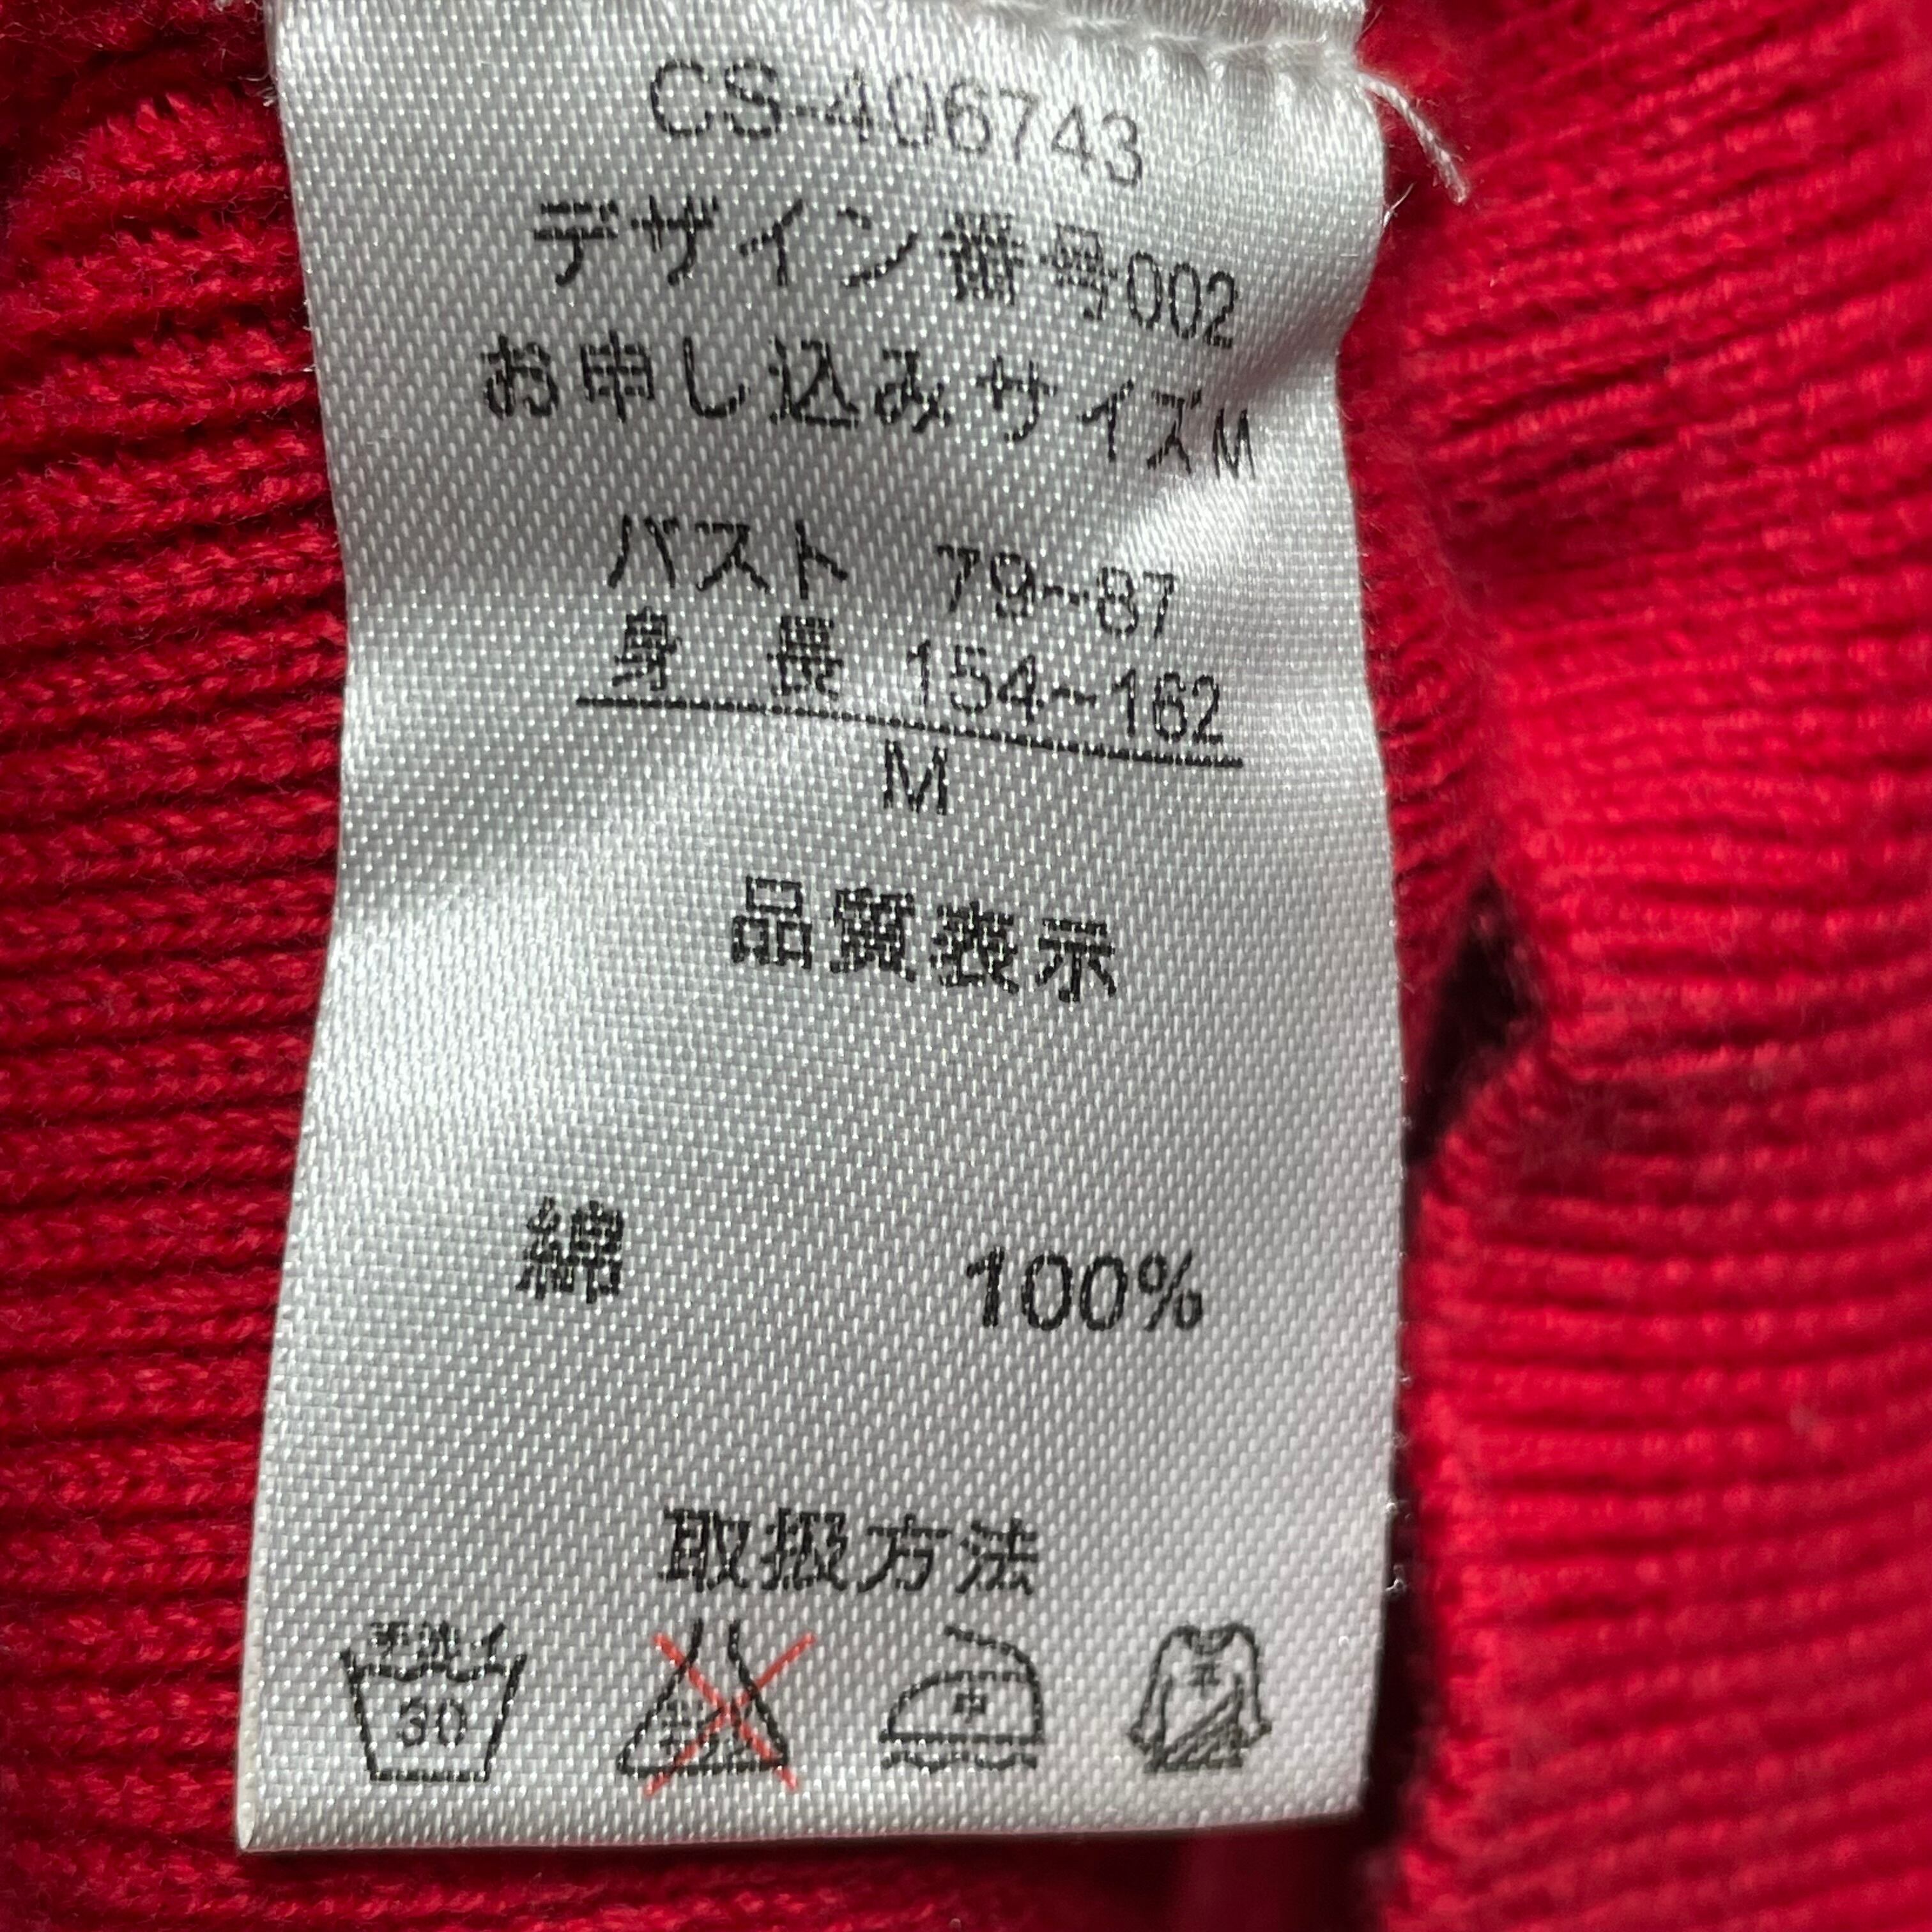 CS-406743
デザイン番号002
お申し込みサイズM
バスト 79~87
身長 154~162
M
品質表示
綿 100%
取扱方法
手洗イ
30
中